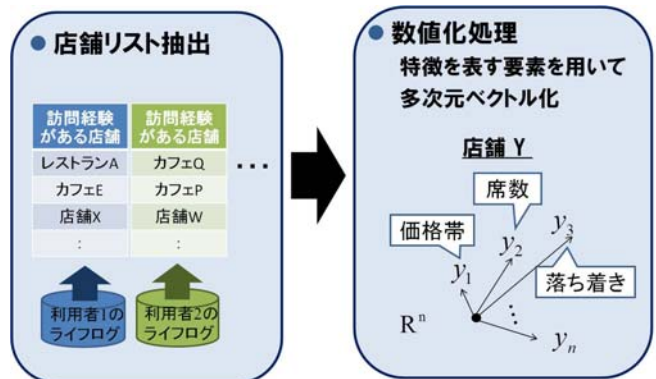 ● 店舗リスト抽出
訪問経験
がある店舗
訪問経験
がある店舗
レストランA
カフェQ
カフェE
カフェP
店舗X
店舗W
:
:
...
利用者1の
ライフログ
利用者2の
ライフログ
● 数値化処理
特徴を表す要素を用いて
多次元ベクトル化
店舗 Y
席数
価格帯
y₁
y₂
y₃
落ち着き
Rⁿ
...
yₙ